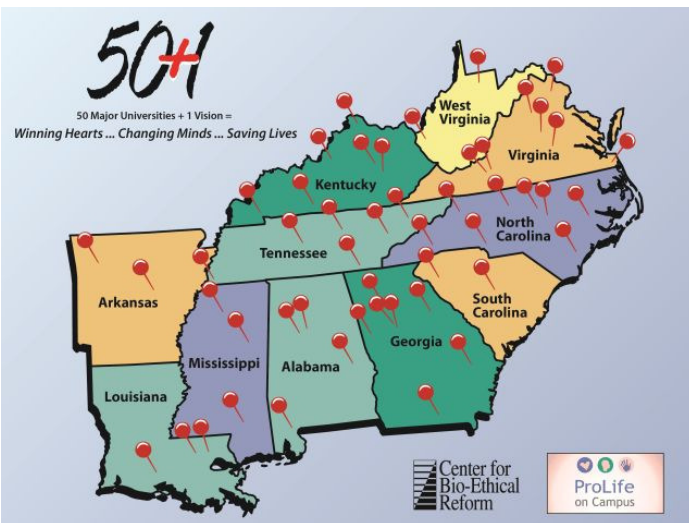 50+1
50 Major Universities + 1 Vision =
Winning Hearts ... Changing Minds ... Saving Lives
West
Virginia
Virginia
Kentucky
North
Carolina
Tennessee
Arkansas
South
Carolina
Georgia
Mississippi
Alabama
Louisiana
Center for
Bio-Ethical
Reform
ProLife
on Campus